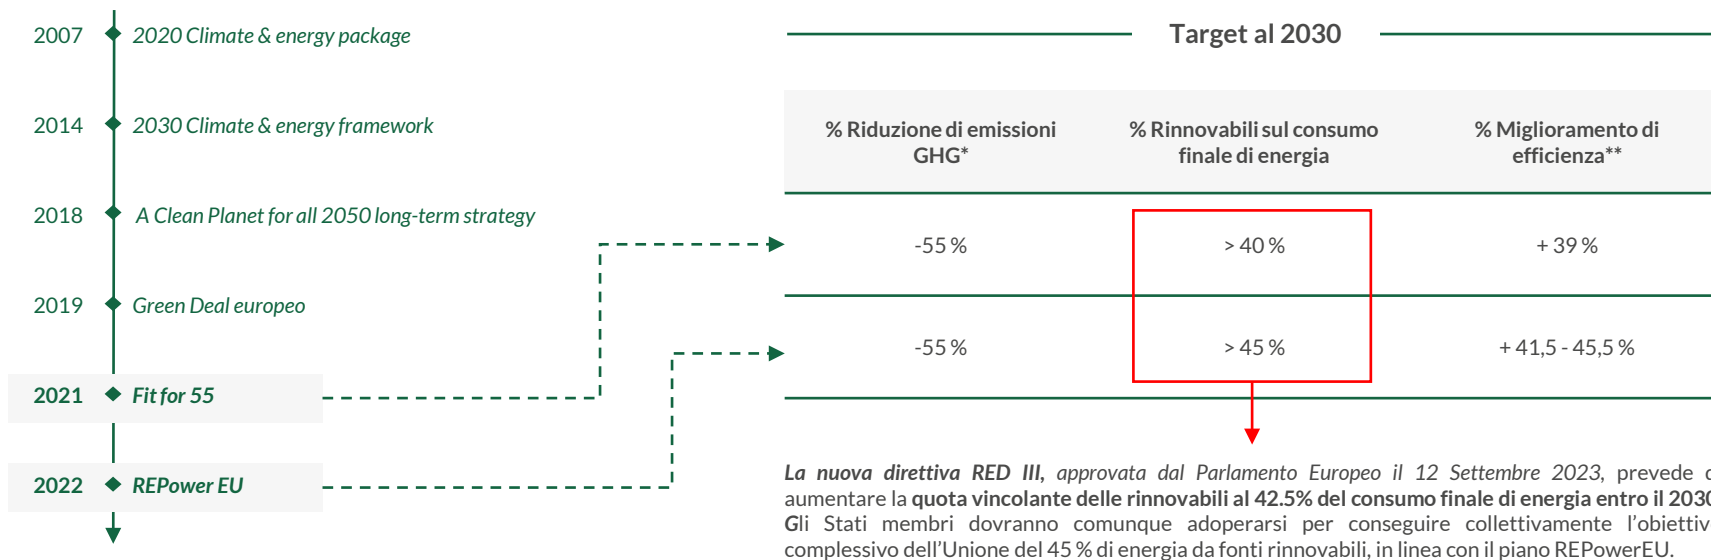 2007 2020 Climate & energy package
2014 2030 Climate & energy framework
2018 A Clean Planet for all 2050 long-term strategy
2019 Green Deal europeo
2021 Fit for 55
2022 REPower EU
Target al 2030
% Riduzione di emissioni GHG*
% Rinnovabili sul consumo finale di energia
% Miglioramento di efficienza**
-55 % > 40 % + 39 %
-55 % > 45 % + 41,5 - 45,5 %
La nuova direttiva RED III, approvata dal Parlamento Europeo il 12 Settembre 2023, prevede
aumentare la quota vincolante delle rinnovabili al 42.5% del consumo finale di energia entro il 2030
Gli Stati membri dovranno comunque adoperarsi per conseguire collettivamente l'obiettiv
complessivo dell'Unione del 45 % di energia da fonti rinnovabili, in linea con il piano REPowerEU.